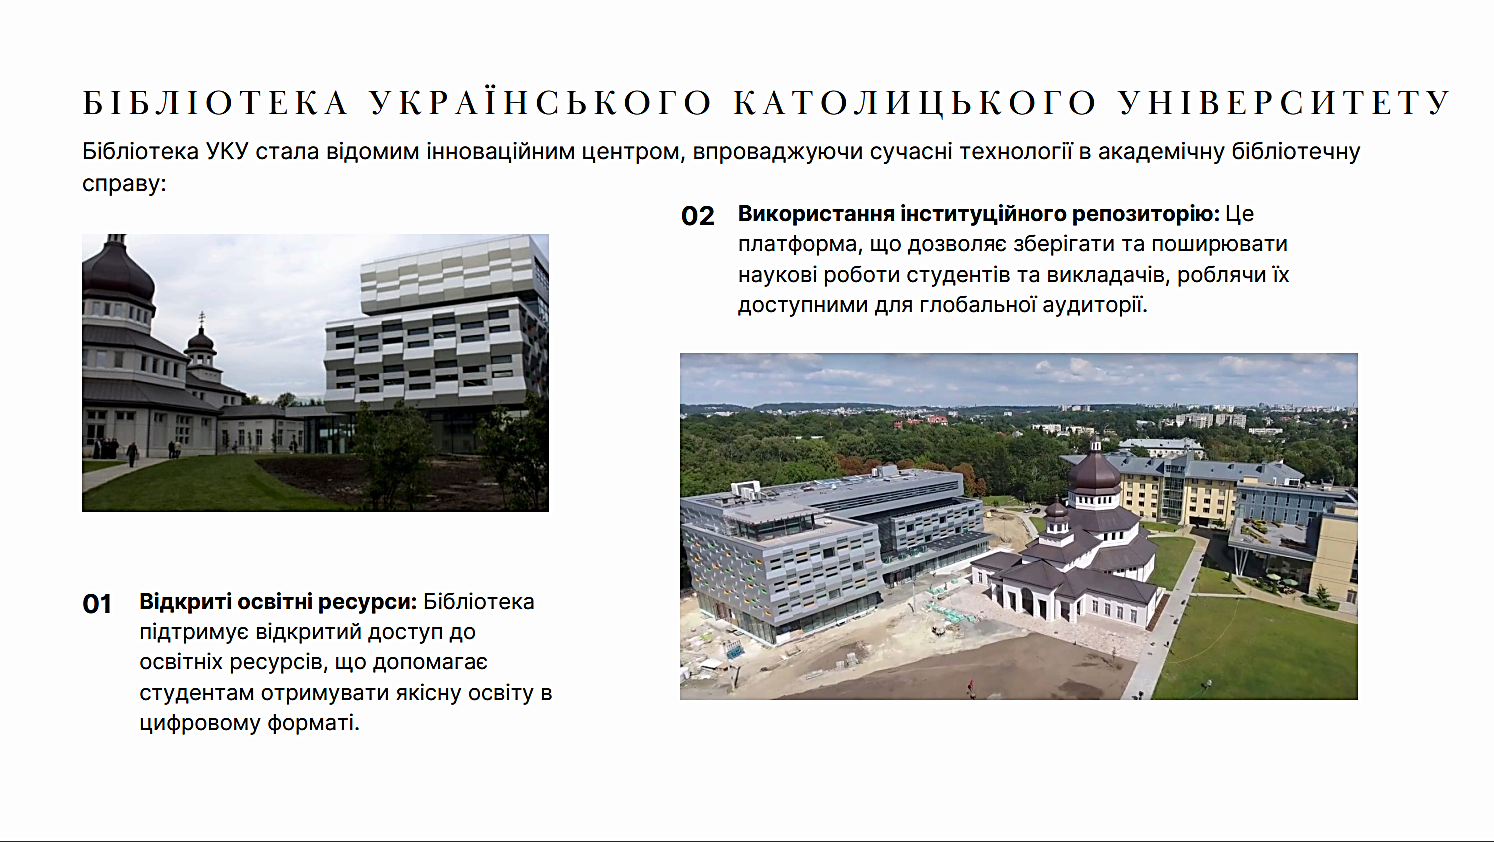 БІБЛІОТЕКА УКРАЇНСЬКОГО КАТОЛИЦЬКОГО УНІВЕРСИТЕТУ
Бібліотека УКУ стала відомим інноваційним центром, впроваджуючи сучасні технології в академічну бібліотечну
справу:
02 Використання інституційного репозиторію: Це
платформа, що дозволяє зберігати та поширювати
наукові роботи студентів та викладачів, роблячи їх
доступними для глобальної аудиторії.
01 Відкриті освітні ресурси: Бібліотека
підтримує відкритий доступ до
освітніх ресурсів, що допомагає
студентам отримувати якісну освіту в
цифровому форматі.